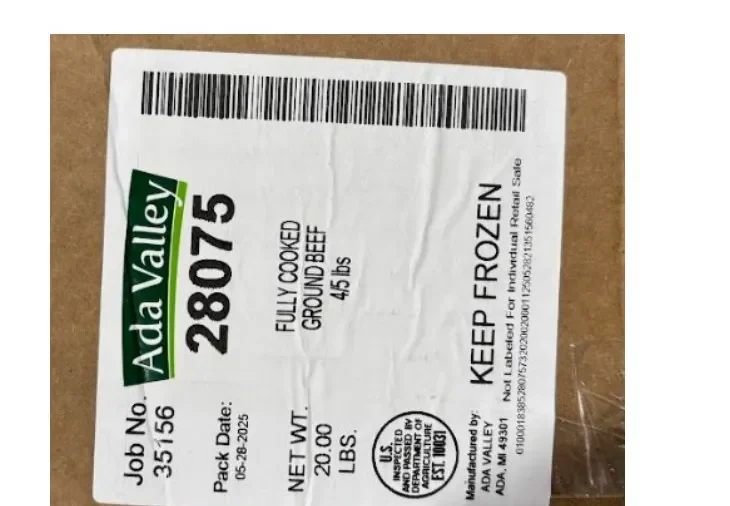 Ada Valley
28075
Job No.
35156
Pack Date:
05-28-2025
FULLY COOKED
GROUND BEEF
4/5 lbs
NET WT.
20.00
LBS.
U.S.
INSPECTED
AND PASSED BY
DEPARTMENT OF
AGRICULTURE
EST. 10031
KEEP FROZEN
Manufactured by:
ADA VALLEY
ADA, MI 49301
Not Labeled For Individual Retail Sale
010001838528075732020020001125052821351560482